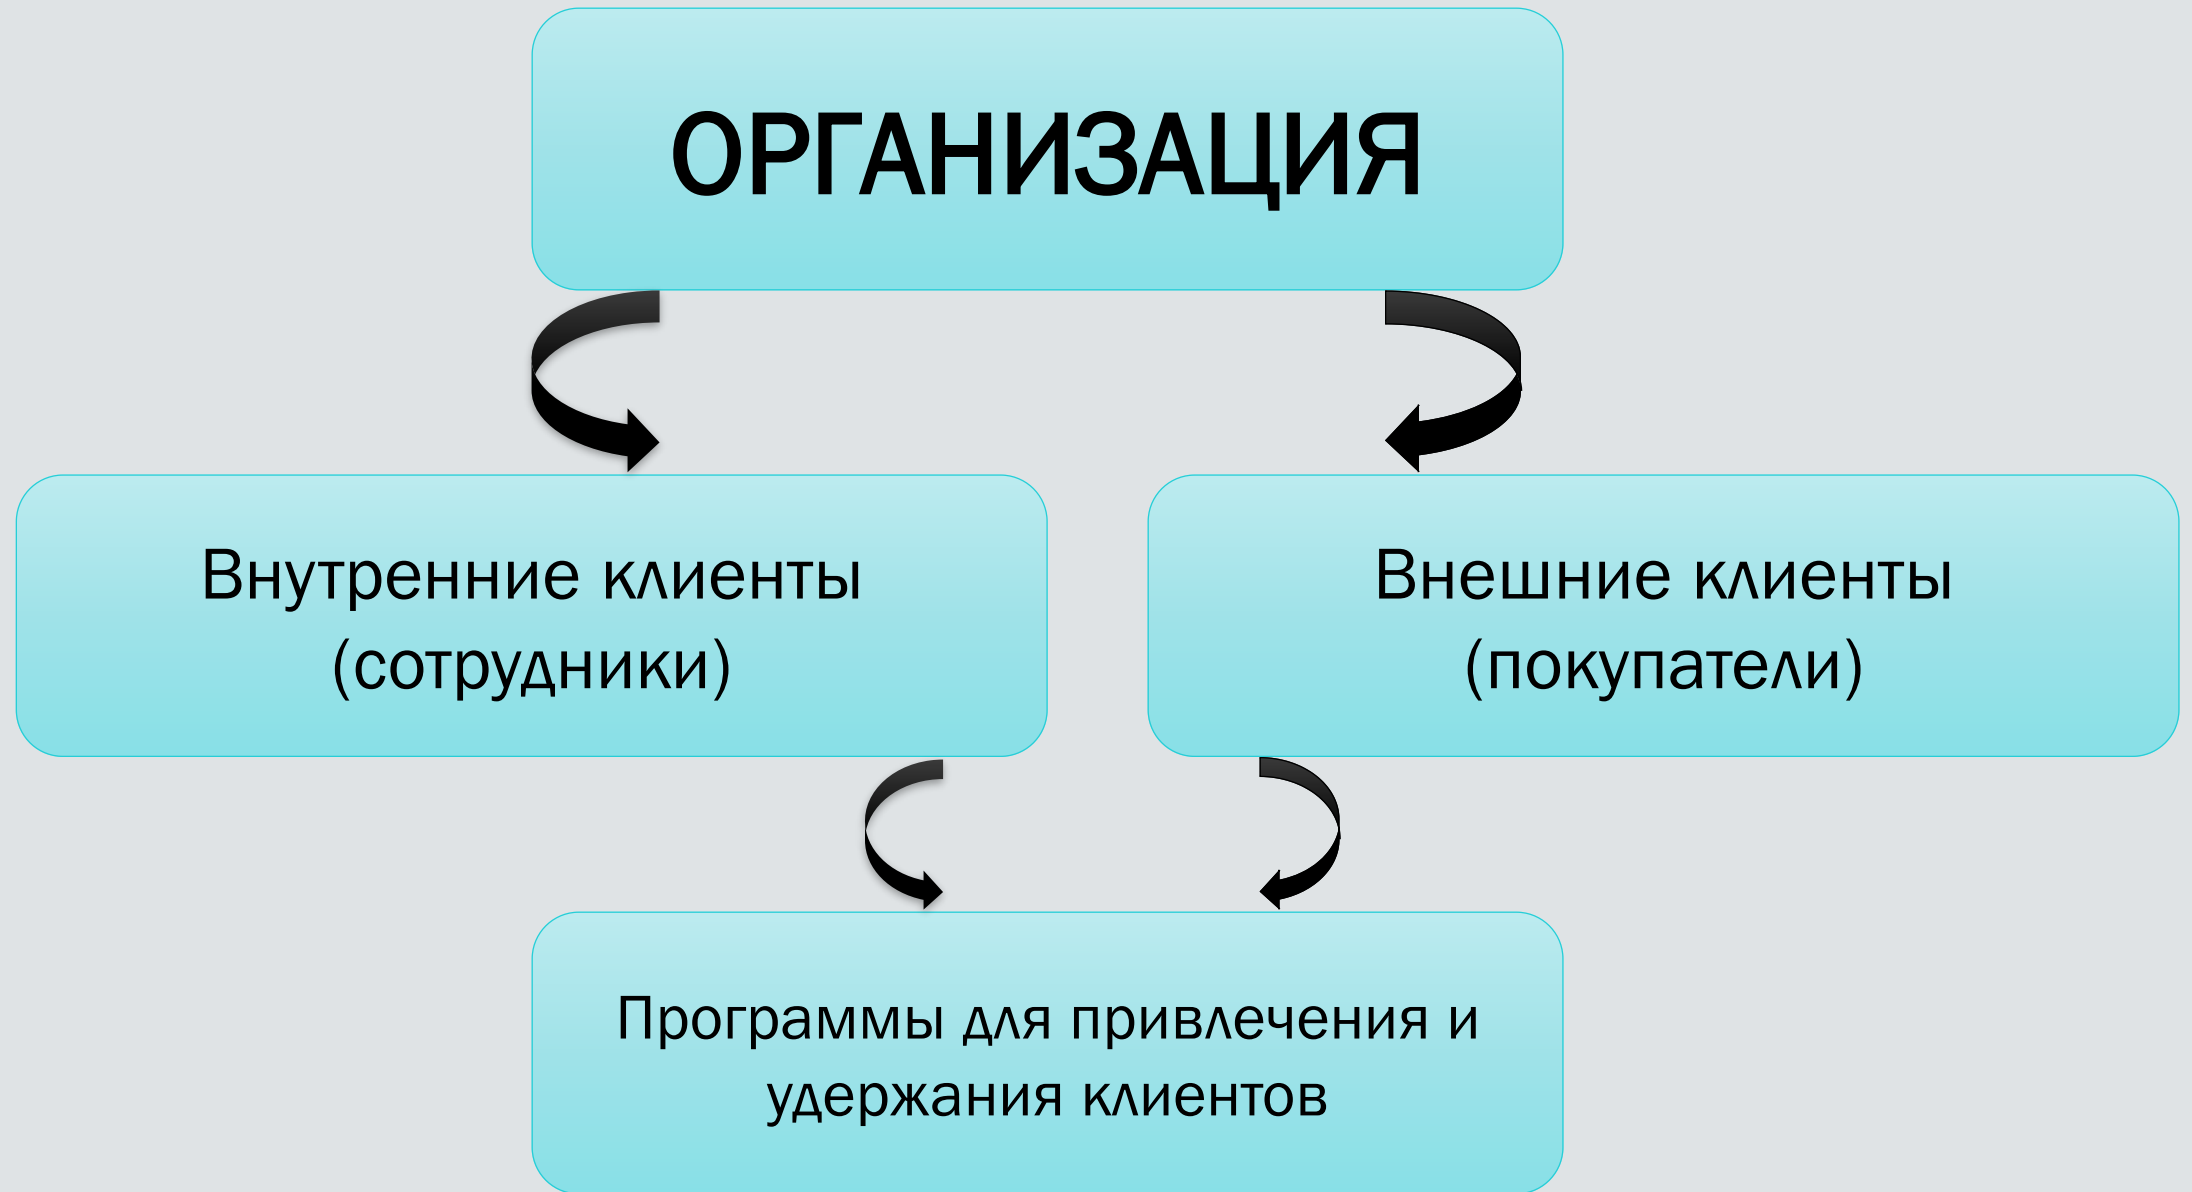 ОРГАНИЗАЦИЯ
Внутренние клиенты
(сотрудники)
Внешние клиенты
(покупатели)
Программы для привлечения и
удержания клиентов